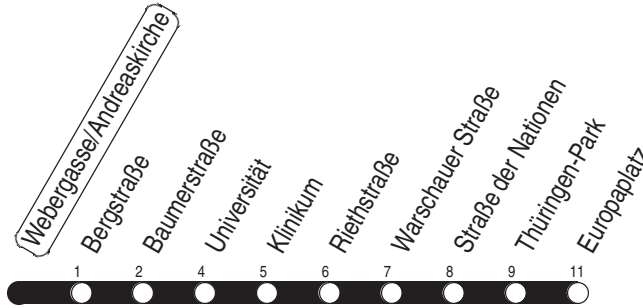 Webergasse/Andreaskirche
Bergstraße
Baumerstraße
Universität
Klinikum
Riethstraße
Warschauer Straße
Straße der Nationen
Thüringen-Park
Europaplatz
1 2 4 5 6 7 8 9 11